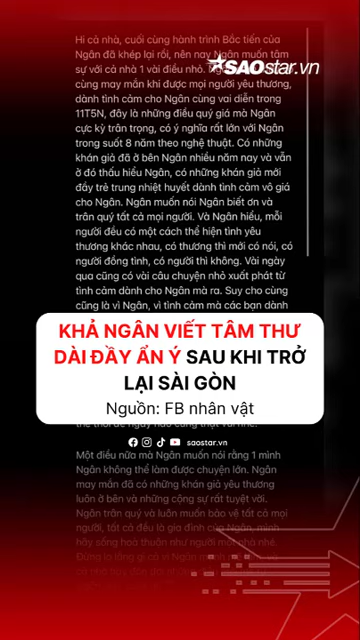 Hi cả nhà, cuối cùng hành trình Bắc tiến của
Ngân đã khép lại rồi, nên nay Ngân muốn tâm
sự với cả nhà 1 vài điều nhỏ.
SAOstar.vn
cùng may mắn khi được mọi người yêu thương,
dành tình cảm cho Ngân cùng vai diễn trong
11T5N, đây là những điều quý giá mà Ngân
cực kỳ trân trọng, có ý nghĩa rất lớn với Ngân
trong suốt 8 năm theo nghệ thuật. Có những
khán giả đã ở bên Ngân nhiều năm nay và vẫn
ở đó thấu hiểu Ngân, có những khán giả mới
đầy trẻ trung nhiệt huyết dành tình cảm vô giá
cho Ngân. Ngân muốn nói Ngân biết ơn và
trân quý tất cả mọi người. Và Ngân hiểu, mỗi
người đều có một cách thể hiện tình yêu
thương khác nhau, có thương thì mới có nói, có
người đồng tình, có người thì không. Vài ngày
qua cũng có vài câu chuyện nhỏ xuất phát từ
tình cảm dành cho Ngân mà ra. Suy cho cùng
cũng là vì Ngân, vì tình cảm mà các bạn dành
KHẢ NGÂN VIẾT TÂM THƯ
DÀI ĐẦY ẨN Ý SAU KHI TRỞ
LẠI SÀI GÒN
Nguồn: FB nhân vật
saostar.vn
Một điều nữa mà Ngân muốn nói rằng 1 mình
Ngân không thể làm được chuyện lớn. Ngân
may mắn đã có những khán giả yêu thương
luôn ở bên và những cộng sự rất tuyệt vời.
Ngân trân quý và luôn muốn bảo vệ tất cả mọi
người, tất cả đều là gia đình của Ngân, mình
hãy sống hoà thuận như người một nhà nhé.